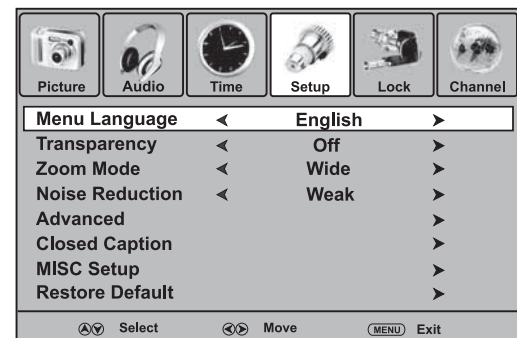 Picture Audio Time Setup Lock Channel
Menu Language English
Transparency Off
Zoom Mode Wide
Noise Reduction Weak
Advanced
Closed Caption
MISC Setup
Restore Default
Select Move MENU Exit